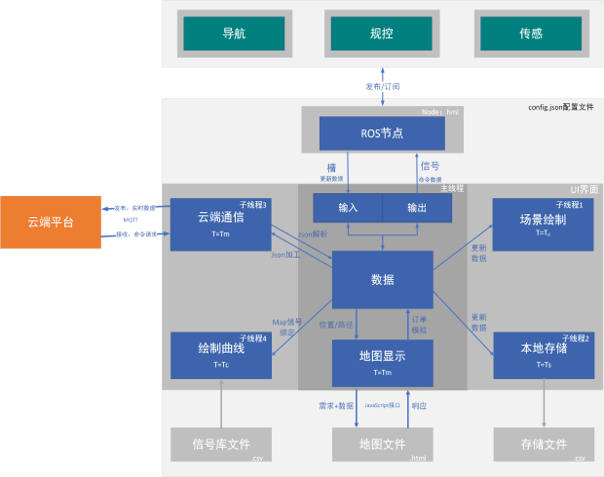 导航
规控
传感
发布/订阅
config.json配置文件
Node：hmi
ROS节点
槽
更新数据
信号
命令数据
主线程
UI界面
云端平台
发布：实时数据
MQTT
接收：命令请求
子线程3
云端通信
T=Tm
输入
输出
子线程1
场景绘制
Json解析
Json加工
数据
更新
数据
更新
数据
Map信号
绑定
位置/路径
订单
模拟
子线程4
绘制曲线
T=Tc
地图显示
T=Tm
子线程2
本地存储
T=Ts
需求+数据
JavaScript接口
响应
信号库文件
.csv
地图文件
.html
存储文件
.csv